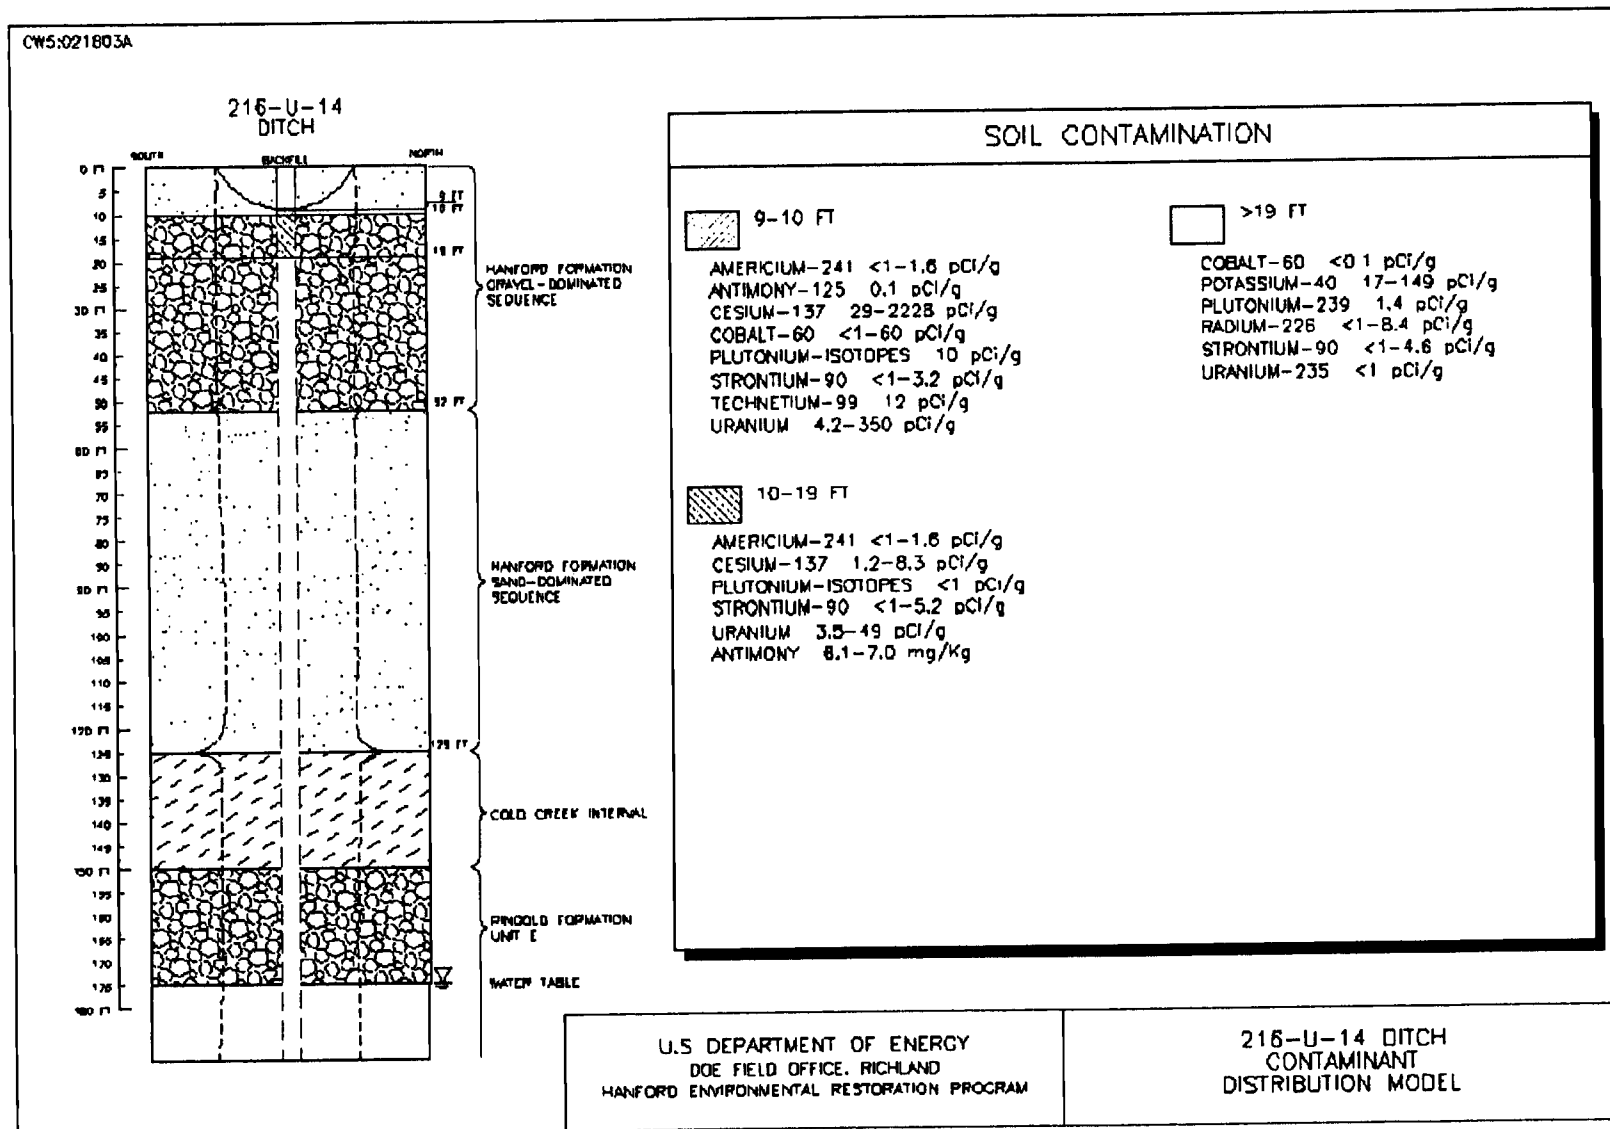 CW5:021803A
216-U-14
DITCH
SOUTH
BACKFILL
NORTH
0 FT
5
10
15
20
25
30 FT
35
40
45
50
55
60 FT
65
70
75
80
85
90 FT
95
100
105
110
115
120 FT
125
130
135
140
145
150 FT
155
160
165
170
175
180 FT
9 FT
10 FT
19 FT
52 FT
125 FT
HANFORD FORMATION
GRAVEL-DOMINATED
SEQUENCE
HANFORD FORMATION
SAND-DOMINATED
SEQUENCE
COLD CREEK INTERVAL
RINGOLD FORMATION
UNIT E
WATER TABLE
SOIL CONTAMINATION
9-10 FT
AMERICIUM-241 <1-1.6 pCi/g
ANTIMONY-125 0.1 pCi/g
CESIUM-137 29-2228 pCi/g
COBALT-60 <1-60 pCi/g
PLUTONIUM-ISOTOPES 10 pCi/g
STRONTIUM-90 <1-3.2 pCi/g
TECHNETIUM-99 12 pCi/g
URANIUM 4.2-350 pCi/g
10-19 FT
AMERICIUM-241 <1-1.6 pCi/g
CESIUM-137 1.2-8.3 pCi/g
PLUTONIUM-ISOTOPES <1 pCi/g
STRONTIUM-90 <1-5.2 pCi/g
URANIUM 3.5-49 pCi/g
ANTIMONY 6.1-7.0 mg/Kg
>19 FT
COBALT-60 <0.1 pCi/g
POTASSIUM-40 17-149 pCi/g
PLUTONIUM-239 1.4 pCi/g
RADIUM-226 <1-8.4 pCi/g
STRONTIUM-90 <1-4.6 pCi/g
URANIUM-235 <1 pCi/g
U.S DEPARTMENT OF ENERGY
DOE FIELD OFFICE, RICHLAND
HANFORD ENVIRONMENTAL RESTORATION PROGRAM
216-U-14 DITCH
CONTAMINANT
DISTRIBUTION MODEL